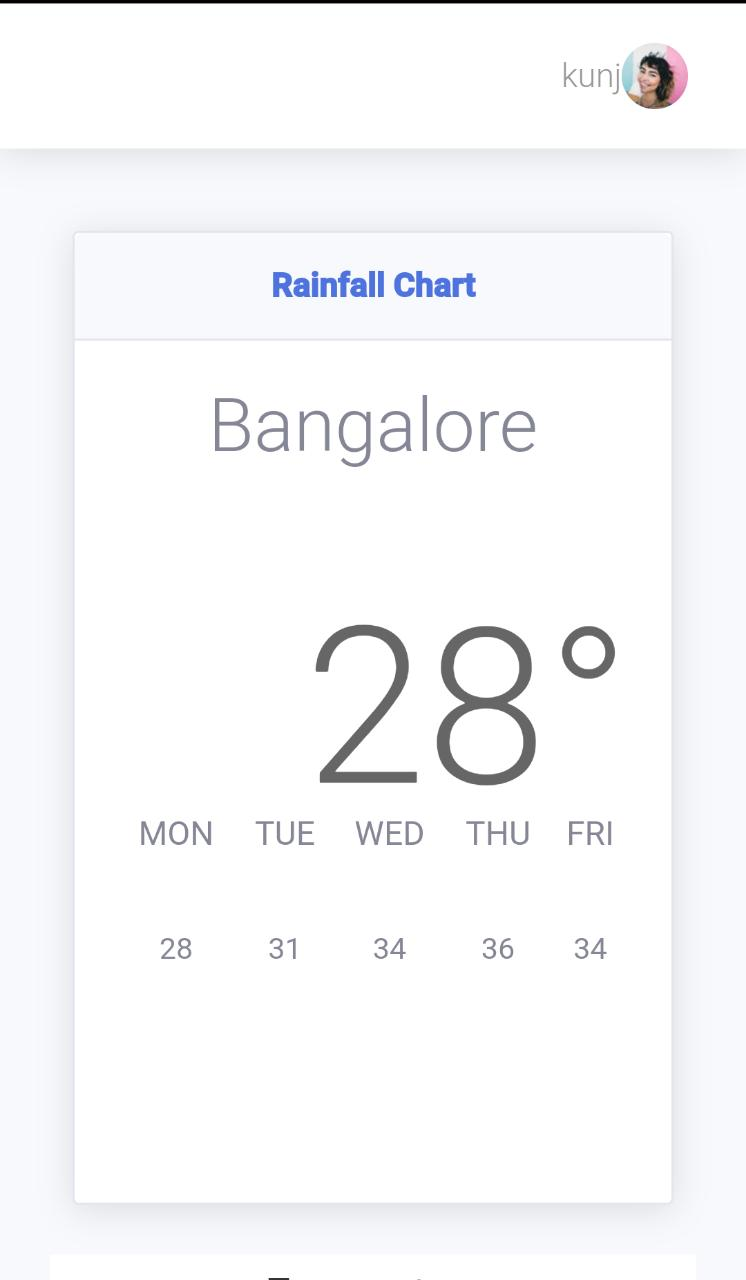 kunj
Rainfall Chart
Bangalore
28°
MON TUE WED THU FRI
28 31 34 36 34